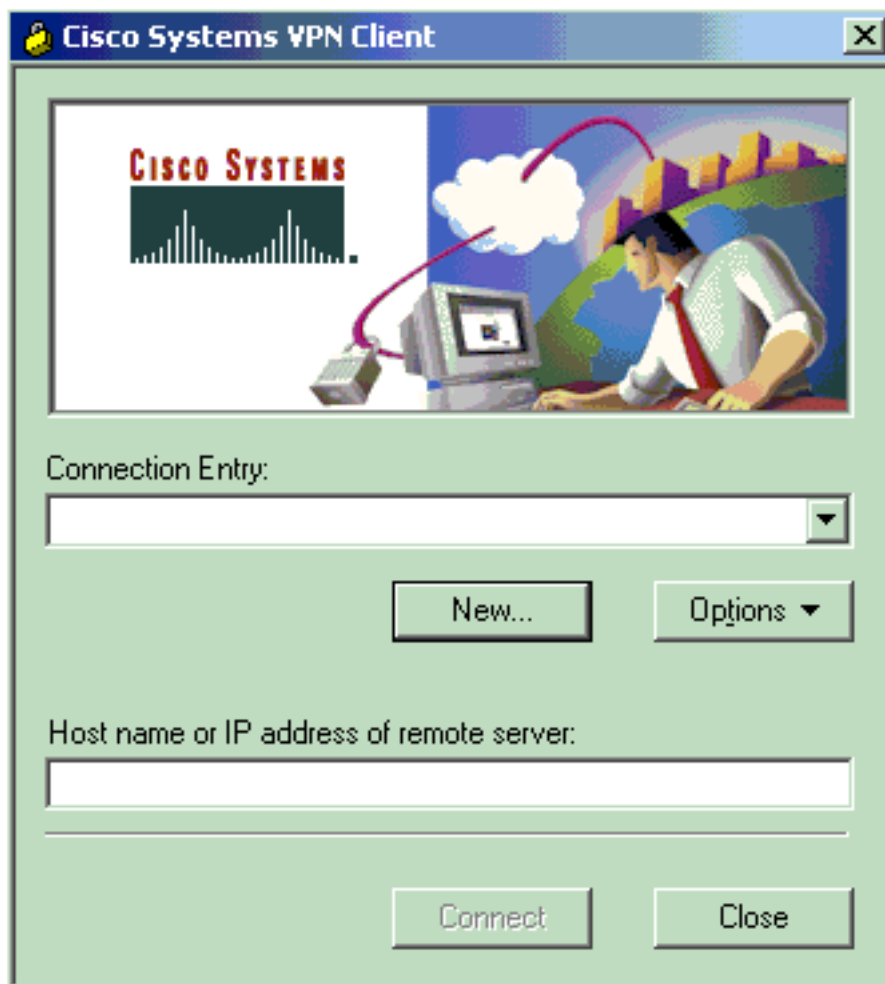 Cisco Systems VPN Client
CISCO SYSTEMS
Connection Entry:
New...
Options
Host name or IP address of remote server:
Connect
Close